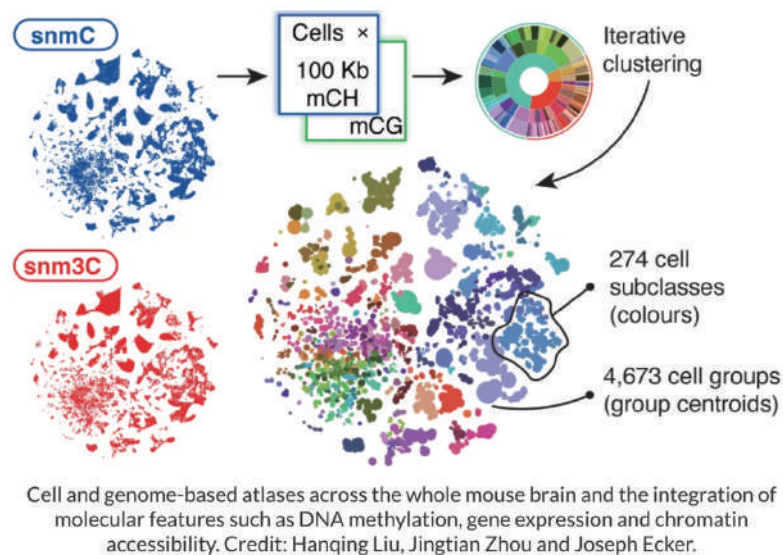 snmC
Cells ×
100 Kb
mCH
mCG
Iterative
clustering
snm3C
274 cell
subclasses
(colours)
4,673 cell groups
(group centroids)
Cell and genome-based atlases across the whole mouse brain and the integration of
molecular features such as DNA methylation, gene expression and chromatin
accessibility. Credit: Hanqing Liu, Jingtian Zhou and Joseph Ecker.